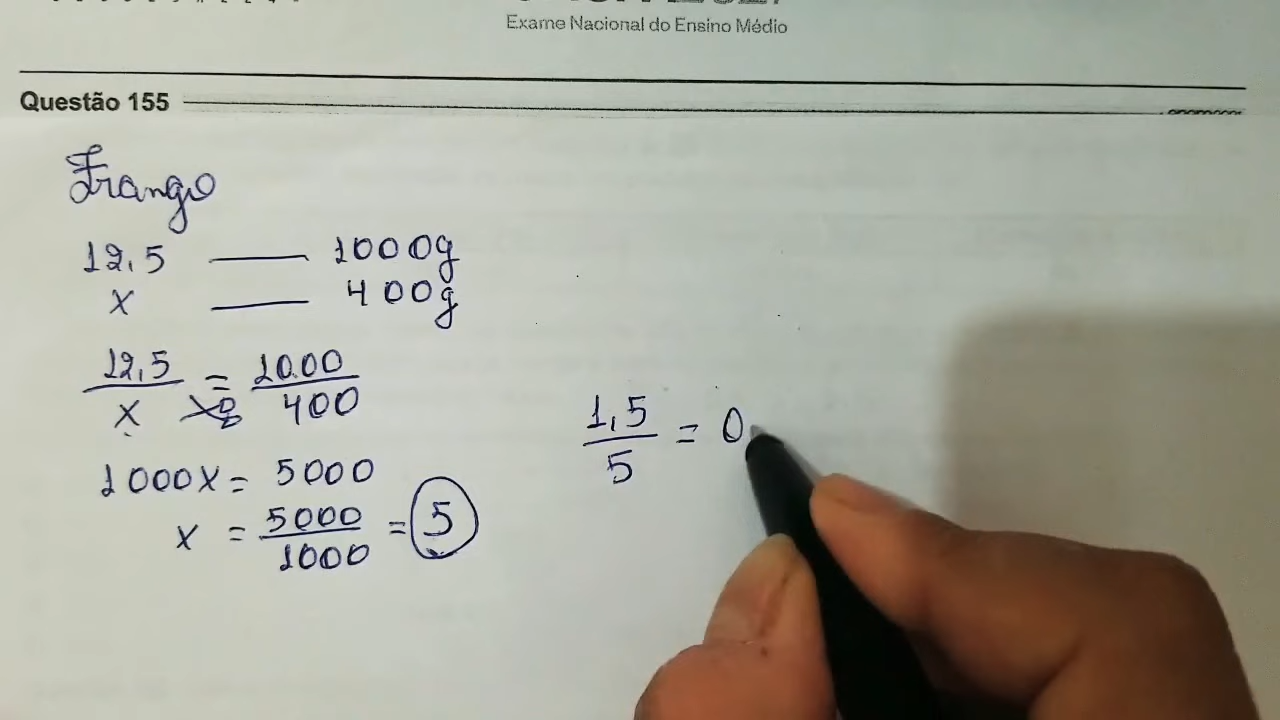 Exame Nacional do Ensino Médio
Questão 155
Frango
12,5 —— 1000g
x —— 400g
12,5/x = 1000/400
1000x = 5000
x = 5000/1000 = 5
1,5/5 = 0